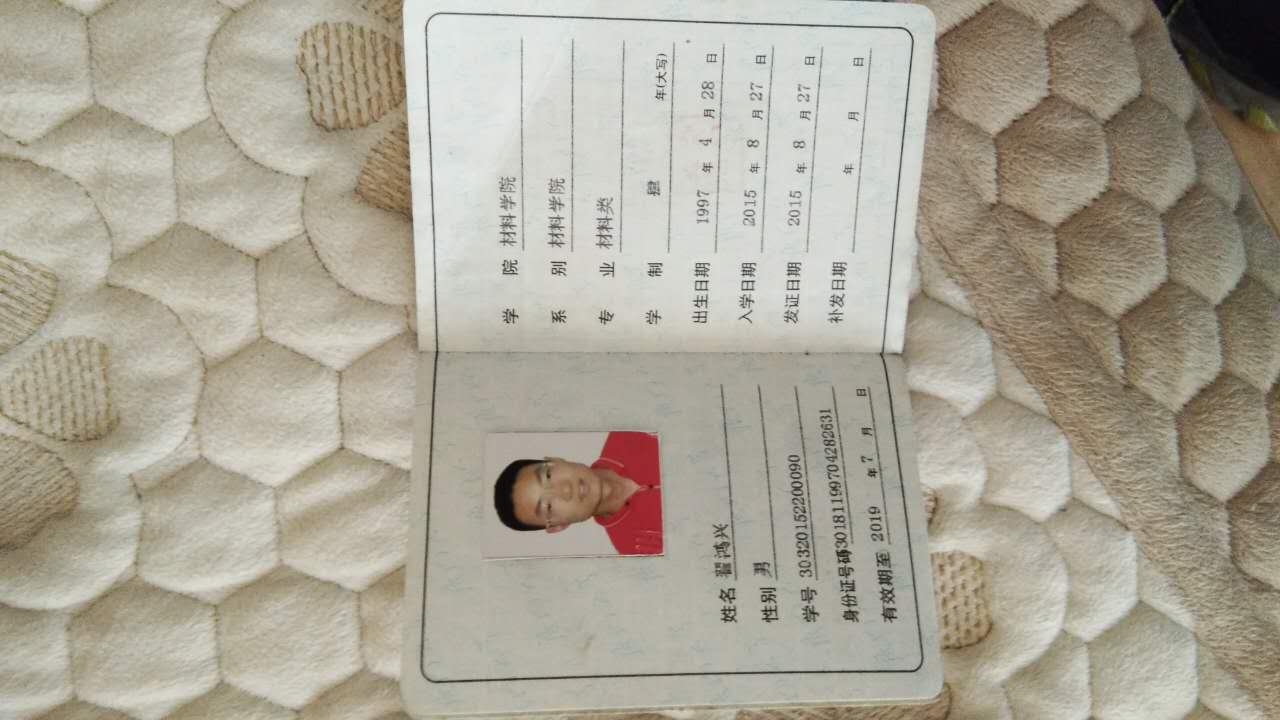 姓名 翟鸿兴
性别 男
学号 3032015220090
身份证号码 30181199704282631
有效期至 2019 年 7 月 日
学院 材料学院
系别 材料学院
专业 材料类
学制 肆 年(大写)
出生日期 1997 年 4 月 28 日
入学日期 2015 年 8 月 27 日
发证日期 2015 年 8 月 27 日
补发日期 年 月 日